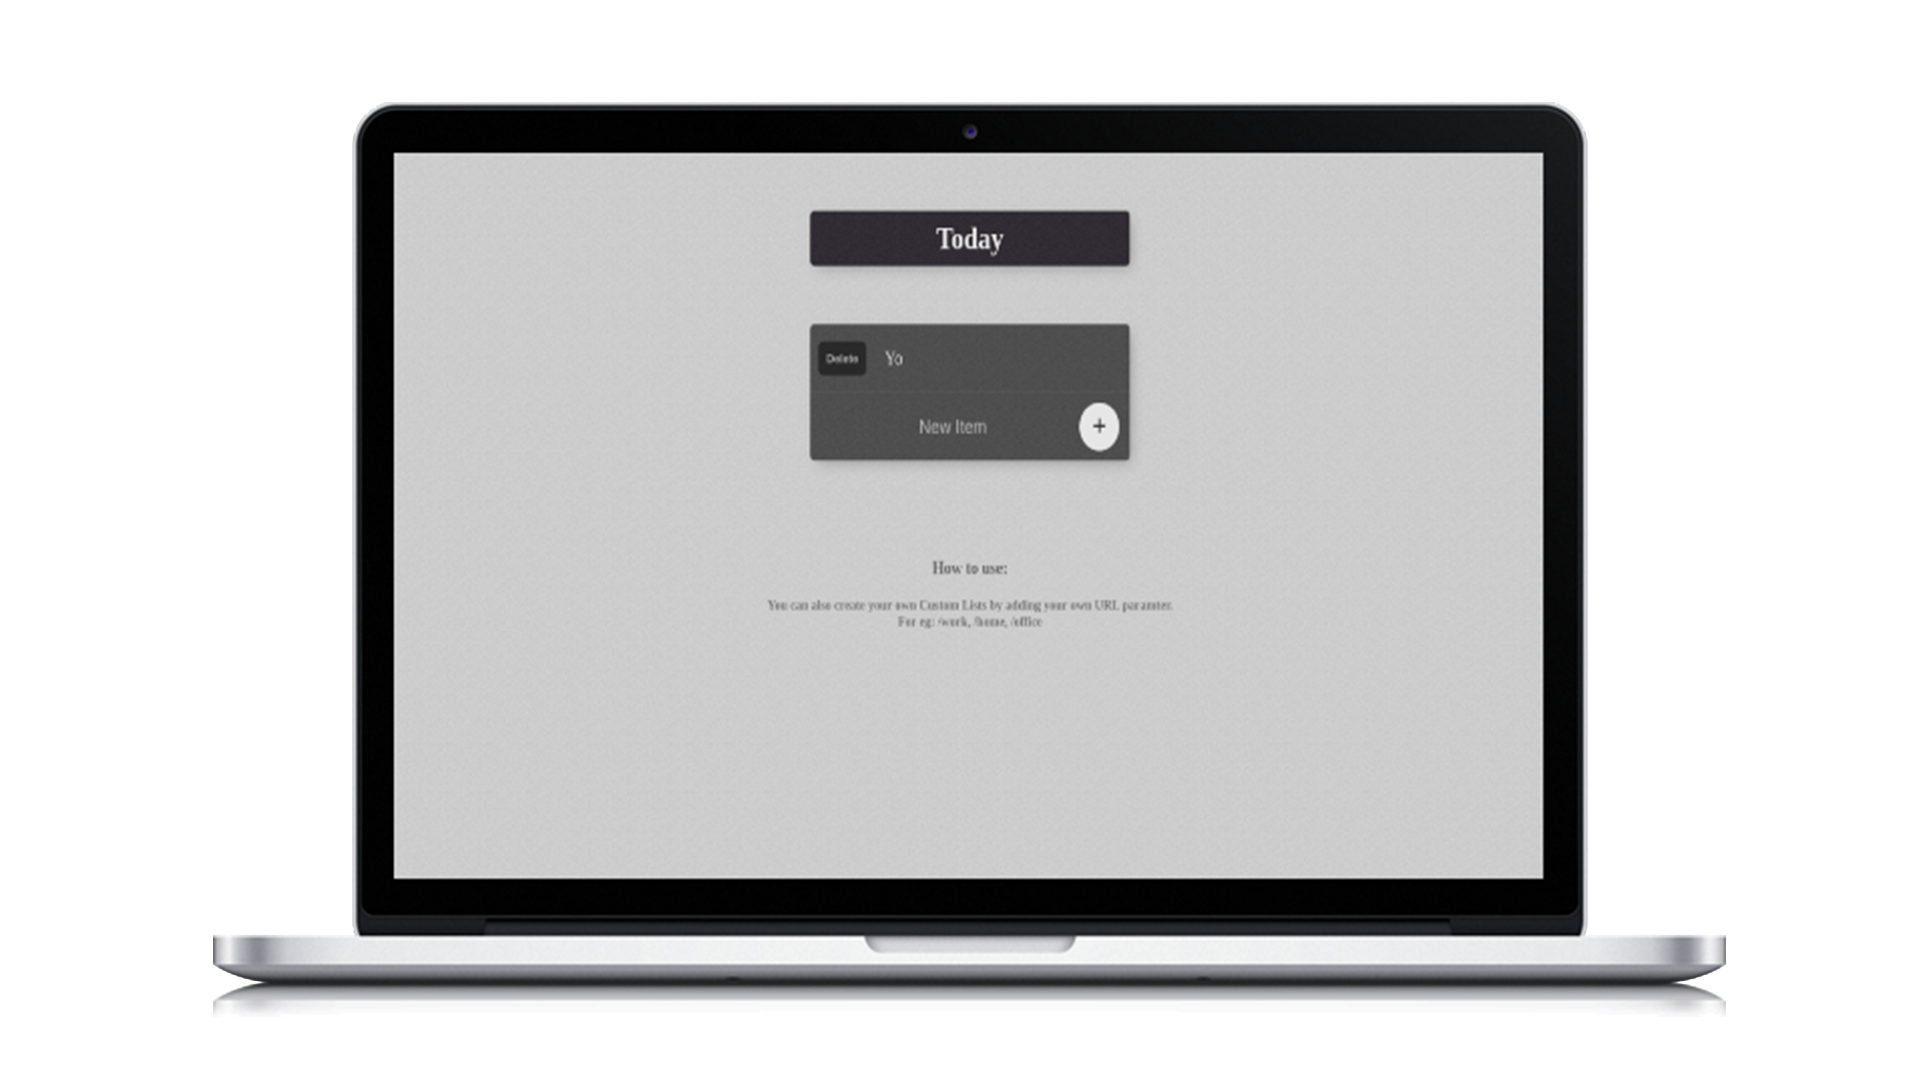 Today
Delete Yo
New Item +
How to use:
You can also create your own Custom Lists by adding your own URL paramter.
For eg: /work, /home, /office